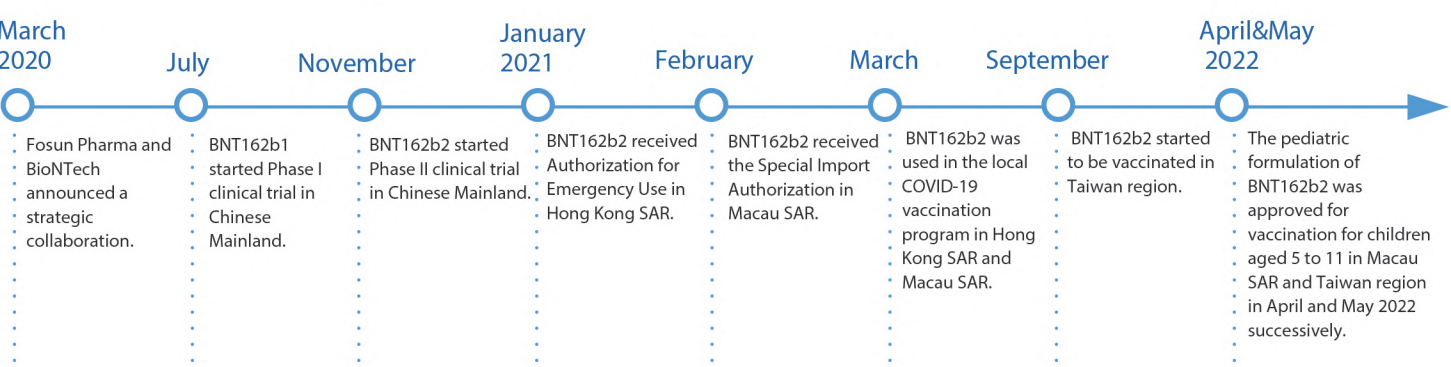 March
2020
July
November
January
2021
February
March
September
April&May
2022
Fosun Pharma and
BioNTech
announced a
strategic
collaboration.
BNT162b1
started Phase I
clinical trial in
Chinese
Mainland.
BNT162b2 started
Phase II clinical trial
in Chinese Mainland.
BNT162b2 received
Authorization for
Emergency Use in
Hong Kong SAR.
BNT162b2 received
the Special Import
Authorization in
Macau SAR.
BNT162b2 was
used in the local
COVID-19
vaccination
program in Hong
Kong SAR and
Macau SAR.
BNT162b2 started
to be vaccinated in
Taiwan region.
The pediatric
formulation of
BNT162b2 was
approved for
vaccination for children
aged 5 to 11 in Macau
SAR and Taiwan region
in April and May 2022
successively.